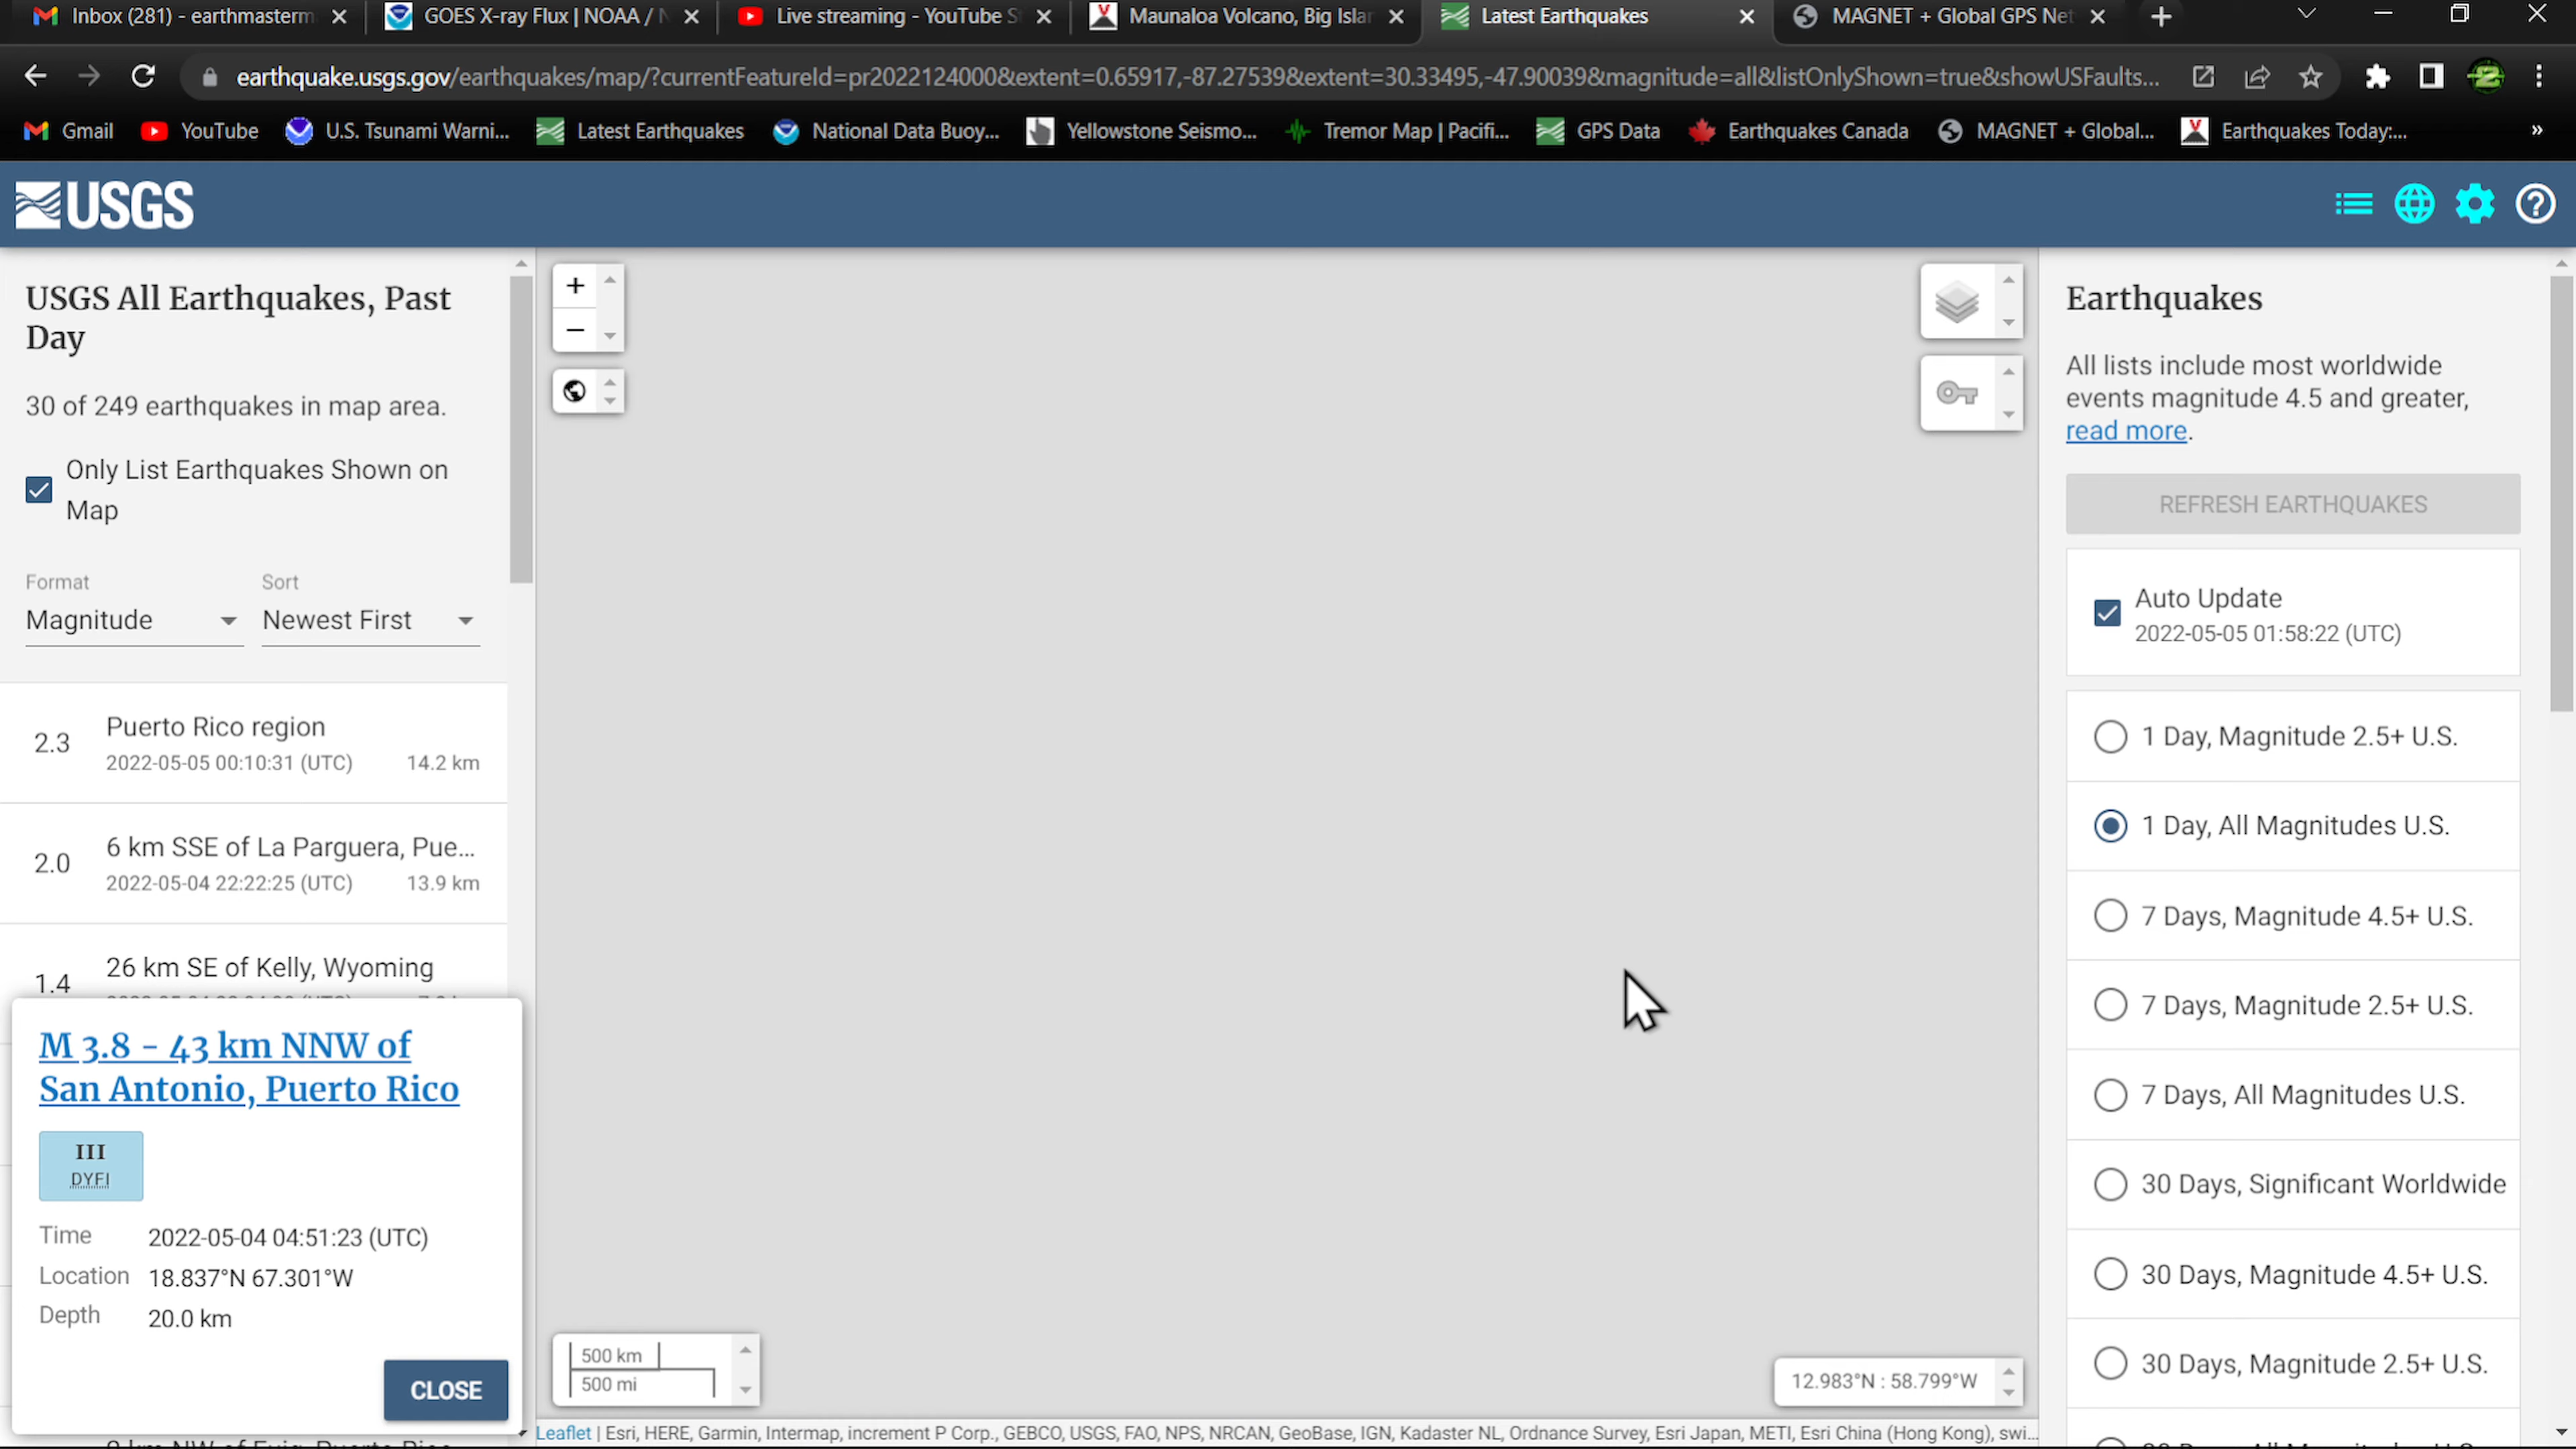 Inbox (281) - earthmasterm
GOES X-ray Flux | NOAA / N
Live streaming - YouTube S
Maunaloa Volcano, Big Islar
Latest Earthquakes
MAGNET + Global GPS Net
earthquake.usgs.gov/earthquakes/map/?currentFeatureId=pr2022124000&extent=0.65917,-87.27539&extent=30.33495,-47.90039&magnitude=all&listOnlyShown=true&showUSFaults...
Gmail
YouTube
U.S. Tsunami Warni...
Latest Earthquakes
National Data Buoy...
Yellowstone Seismo...
Tremor Map | Pacifi...
GPS Data
Earthquakes Canada
MAGNET + Global...
Earthquakes Today:...
»
USGS
USGS All Earthquakes, Past
Day
30 of 249 earthquakes in map area.
Only List Earthquakes Shown on
Map
Format
Sort
Magnitude
Newest First
2.3
Puerto Rico region
2022-05-05 00:10:31 (UTC)
14.2 km
2.0
6 km SSE of La Parguera, Pue...
2022-05-04 22:22:25 (UTC)
13.9 km
1.4
26 km SE of Kelly, Wyoming
M 3.8 - 43 km NNW of
San Antonio, Puerto Rico
III
DYFI
Time 2022-05-04 04:51:23 (UTC)
Location 18.837°N 67.301°W
Depth 20.0 km
CLOSE
+
−
500 km
500 mi
12.983°N : 58.799°W
Leaflet | Esri, HERE, Garmin, Intermap, increment P Corp., GEBCO, USGS, FAO, NPS, NRCAN, GeoBase, IGN, Kadaster NL, Ordnance Survey, Esri Japan, METI, Esri China (Hong Kong), swi...
Earthquakes
All lists include most worldwide
events magnitude 4.5 and greater,
read more.
REFRESH EARTHQUAKES
Auto Update
2022-05-05 01:58:22 (UTC)
1 Day, Magnitude 2.5+ U.S.
1 Day, All Magnitudes U.S.
7 Days, Magnitude 4.5+ U.S.
7 Days, Magnitude 2.5+ U.S.
7 Days, All Magnitudes U.S.
30 Days, Significant Worldwide
30 Days, Magnitude 4.5+ U.S.
30 Days, Magnitude 2.5+ U.S.